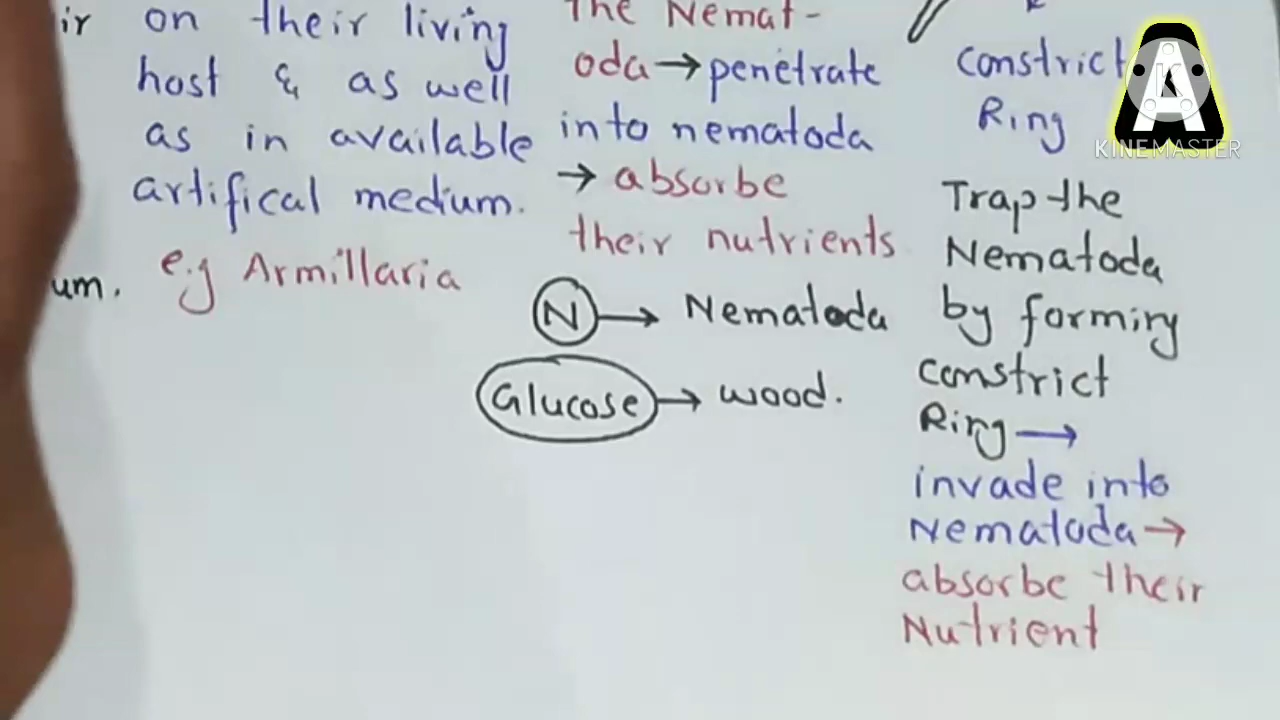 ir
um.
on their living
host & as well
as in available
artifical medium.
e.g Armillaria
The Nemat-
oda → penetrate
into nematoda
→ absorbe
their nutrients
N → Nematoda
Glucose → wood.
constrict
Ring
Trap the
Nematoda
by forming
constrict
Ring →
invade into
Nematoda →
absorbe their
Nutrient
K
KINEMASTER